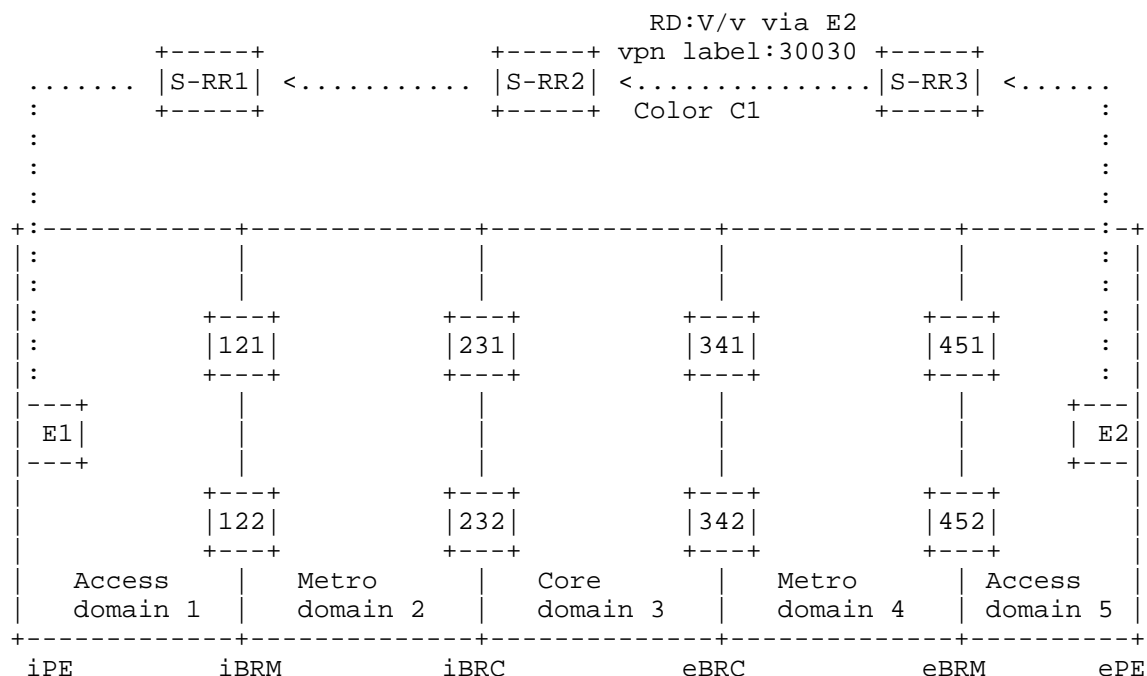 RD:V/v via E2
vpn label:30030
S-RR1 S-RR2 S-RR3
Color C1
121 231 341 451
E1 E2
122 232 342 452
Access Metro Core Metro Access
domain 1 domain 2 domain 3 domain 4 domain 5
iPE iBRM iBRC eBRC eBRM ePE